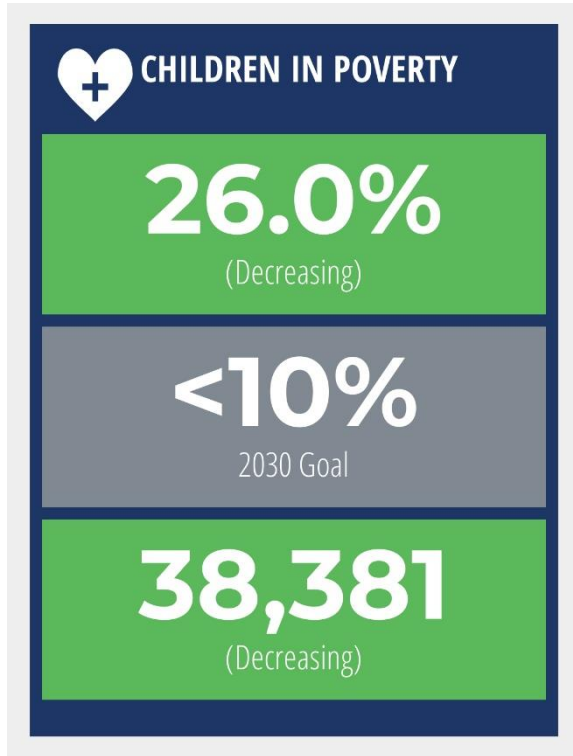 CHILDREN IN POVERTY
26.0%
(Decreasing)
<10%
2030 Goal
38,381
(Decreasing)